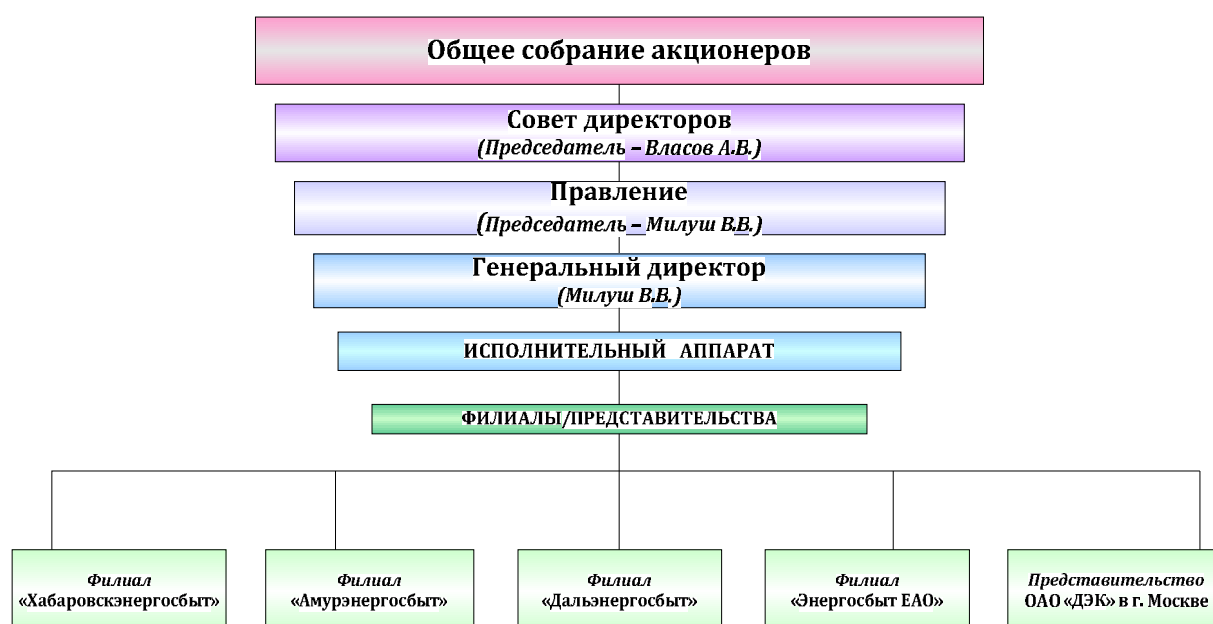 Общее собрание акционеров
Совет директоров
(Председатель – Власов А.В.)
Правление
(Председатель – Милуш В.В.)
Генеральный директор
(Милуш В.В.)
ИСПОЛНИТЕЛЬНЫЙ АППАРАТ
ФИЛИАЛЫ/ПРЕДСТАВИТЕЛЬСТВА
Филиал
«Хабаровскэнергосбыт»
Филиал
«Амурэнергосбыт»
Филиал
«Дальэнергосбыт»
Филиал
«Энергосбыт ЕАО»
Представительство
ОАО «ДЭК» в г. Москве